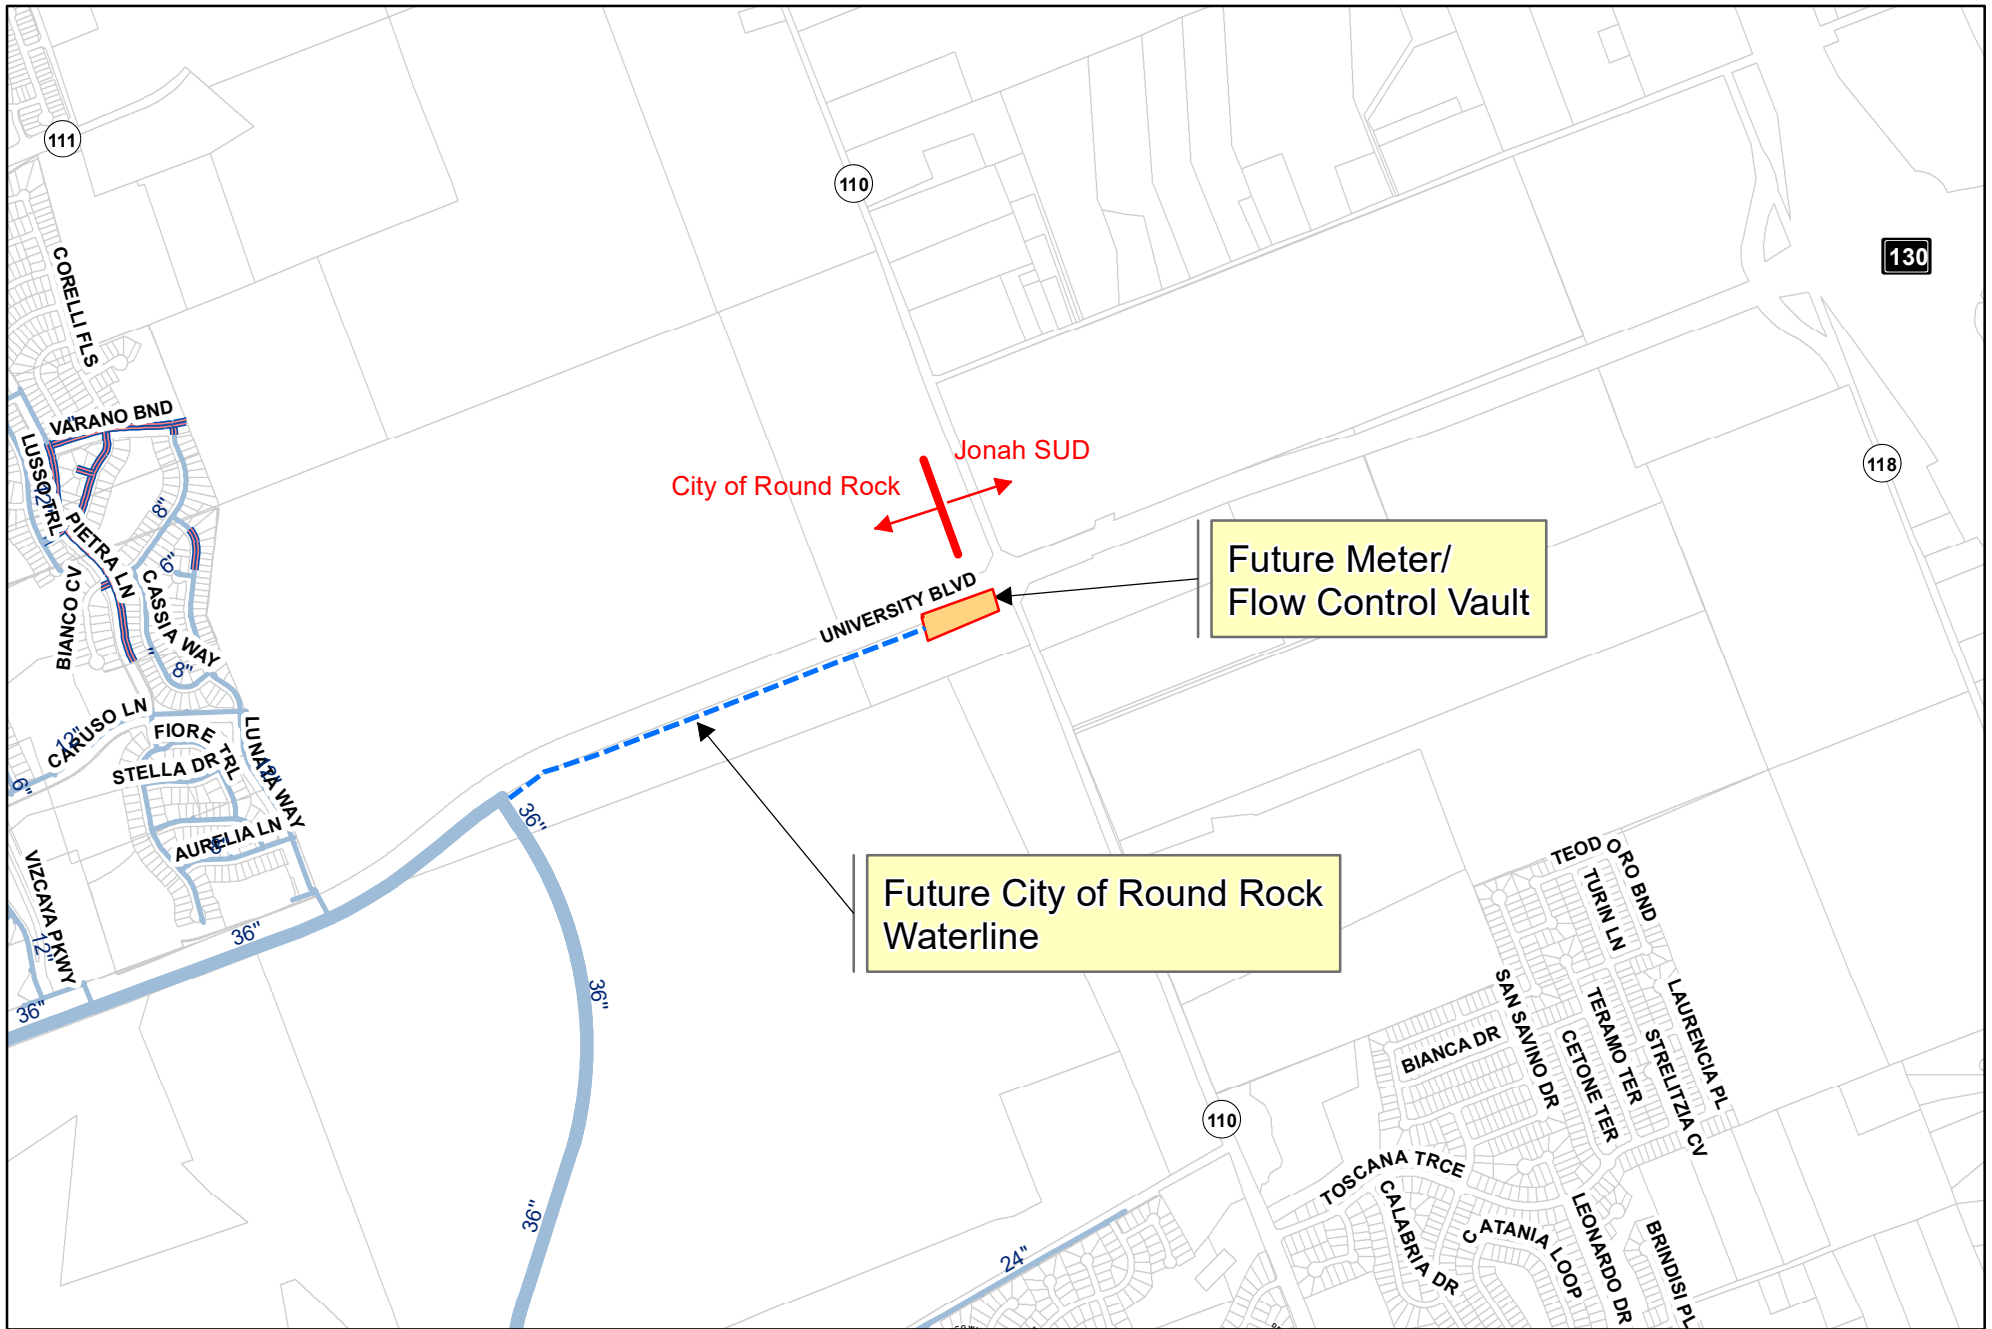 111
110
130
CORELLI FLS
VARANO BND
Jonah SUD
City of Round Rock
118
LUSSO TRL
12"
8"
PIETRA LN
6"
Future Meter/
Flow Control Vault
CASSIA WAY
BIANCO CV
UNIVERSITY BLVD
8"
CARUSO LN
12"
FIORE TRL
LUNATA WAY
12"
STELLA DR
6"
36"
AURELIA LN
8"
TEODORO BND
Future City of Round Rock
Waterline
VIZCAYA PKWY
12"
36"
36"
36"
TURIN LN
SAN SAVINO DR
LAURENCIA PL
TERAMO TER
BIANCA DR
CETONE TER
STRELITZIA CV
110
TOSCANA TRCE
36"
CALABRIA DR
CATANIA LOOP
LEONARDO DR
BRINDISI PL
24"